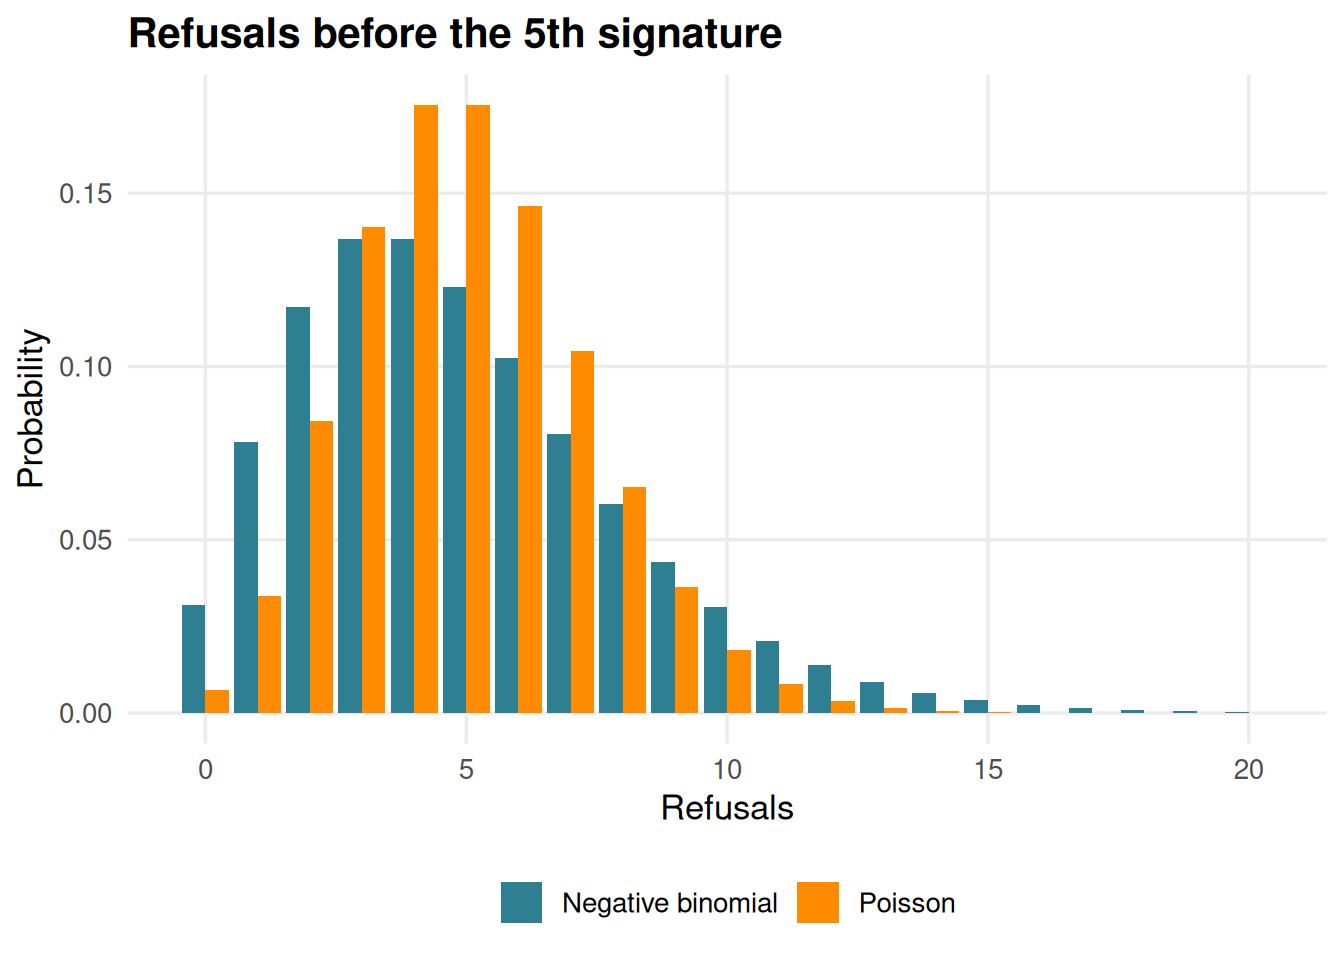 Refusals before the 5th signature
Probability
0.15
0.10
0.05
0.00
0 5 10 15 20
Refusals
Negative binomial Poisson